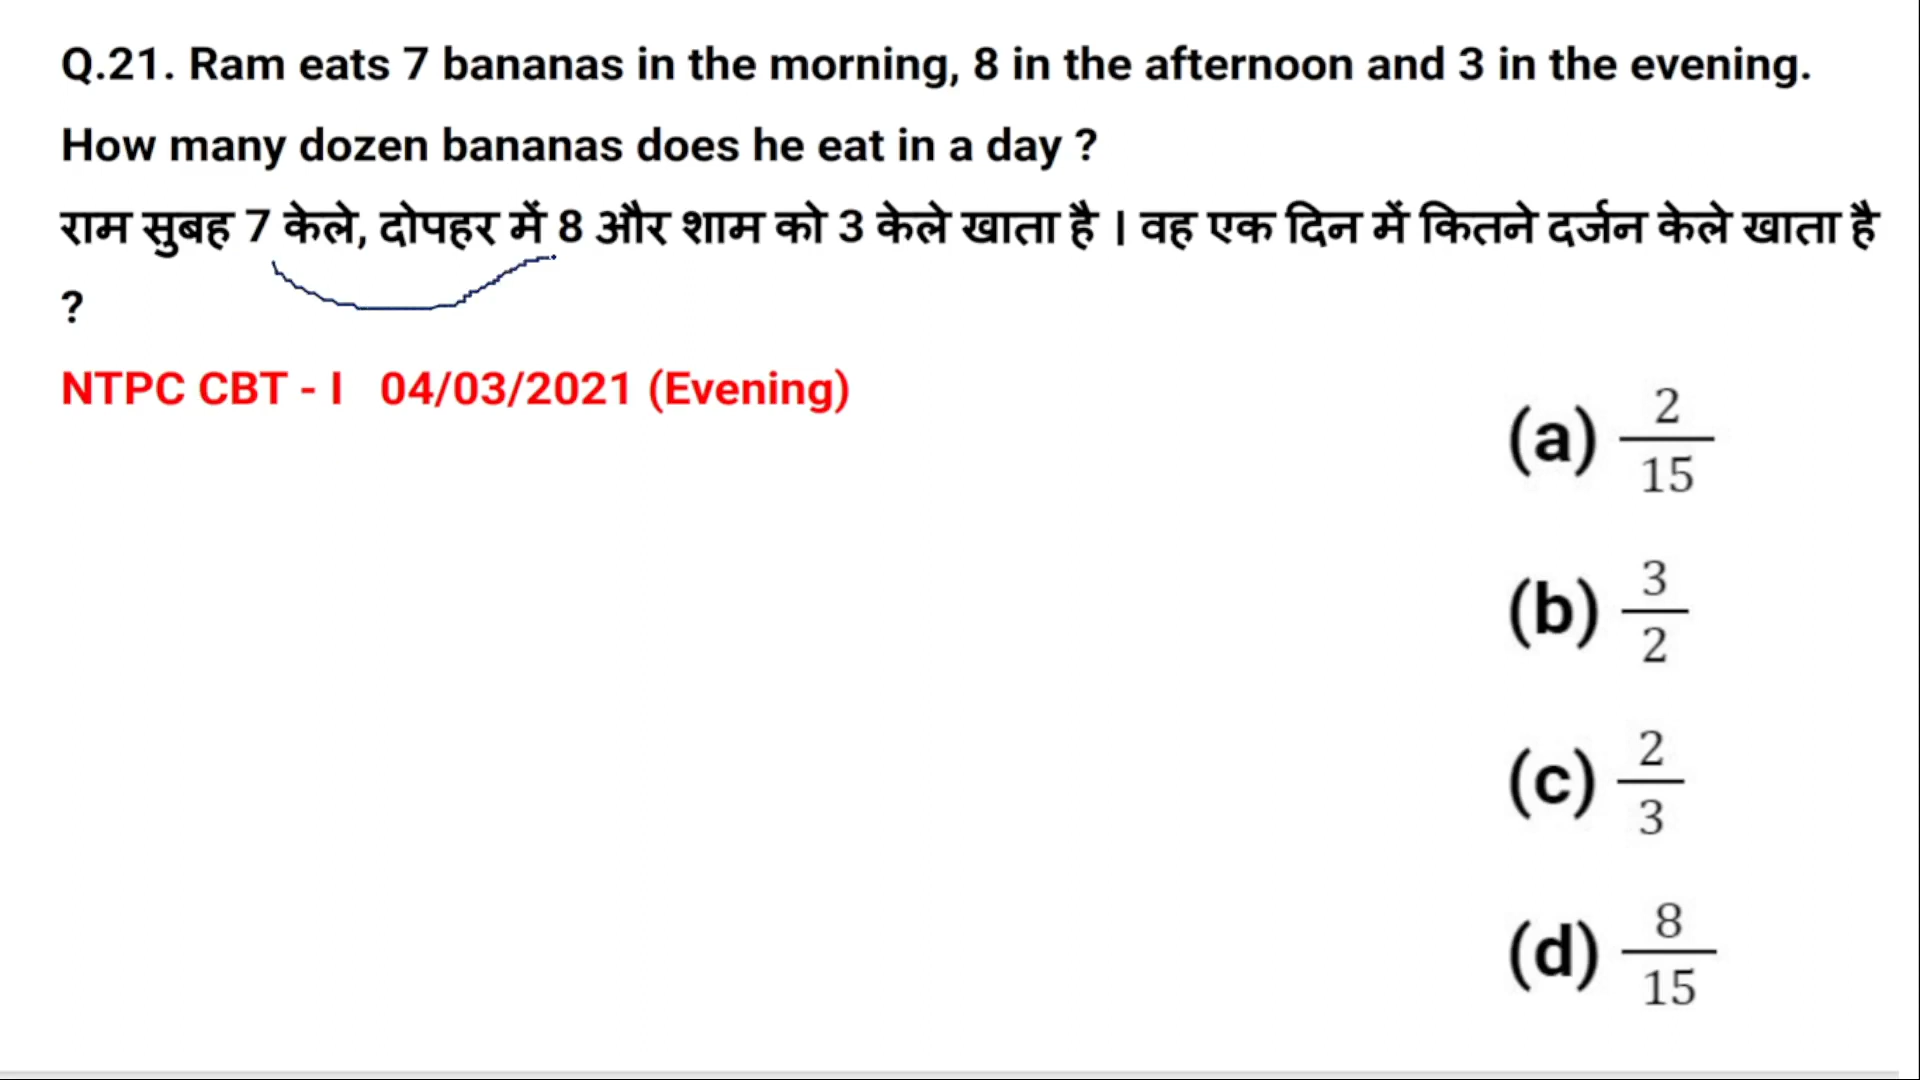 Q.21. Ram eats 7 bananas in the morning, 8 in the afternoon and 3 in the evening.
How many dozen bananas does he eat in a day ?
राम सुबह 7 केले, दोपहर में 8 और शाम को 3 केले खाता है । वह एक दिन में कितने दर्जन केले खाता है
?
NTPC CBT - I 04/03/2021 (Evening)
(a) 2/15
(b) 3/2
(c) 2/3
(d) 8/15